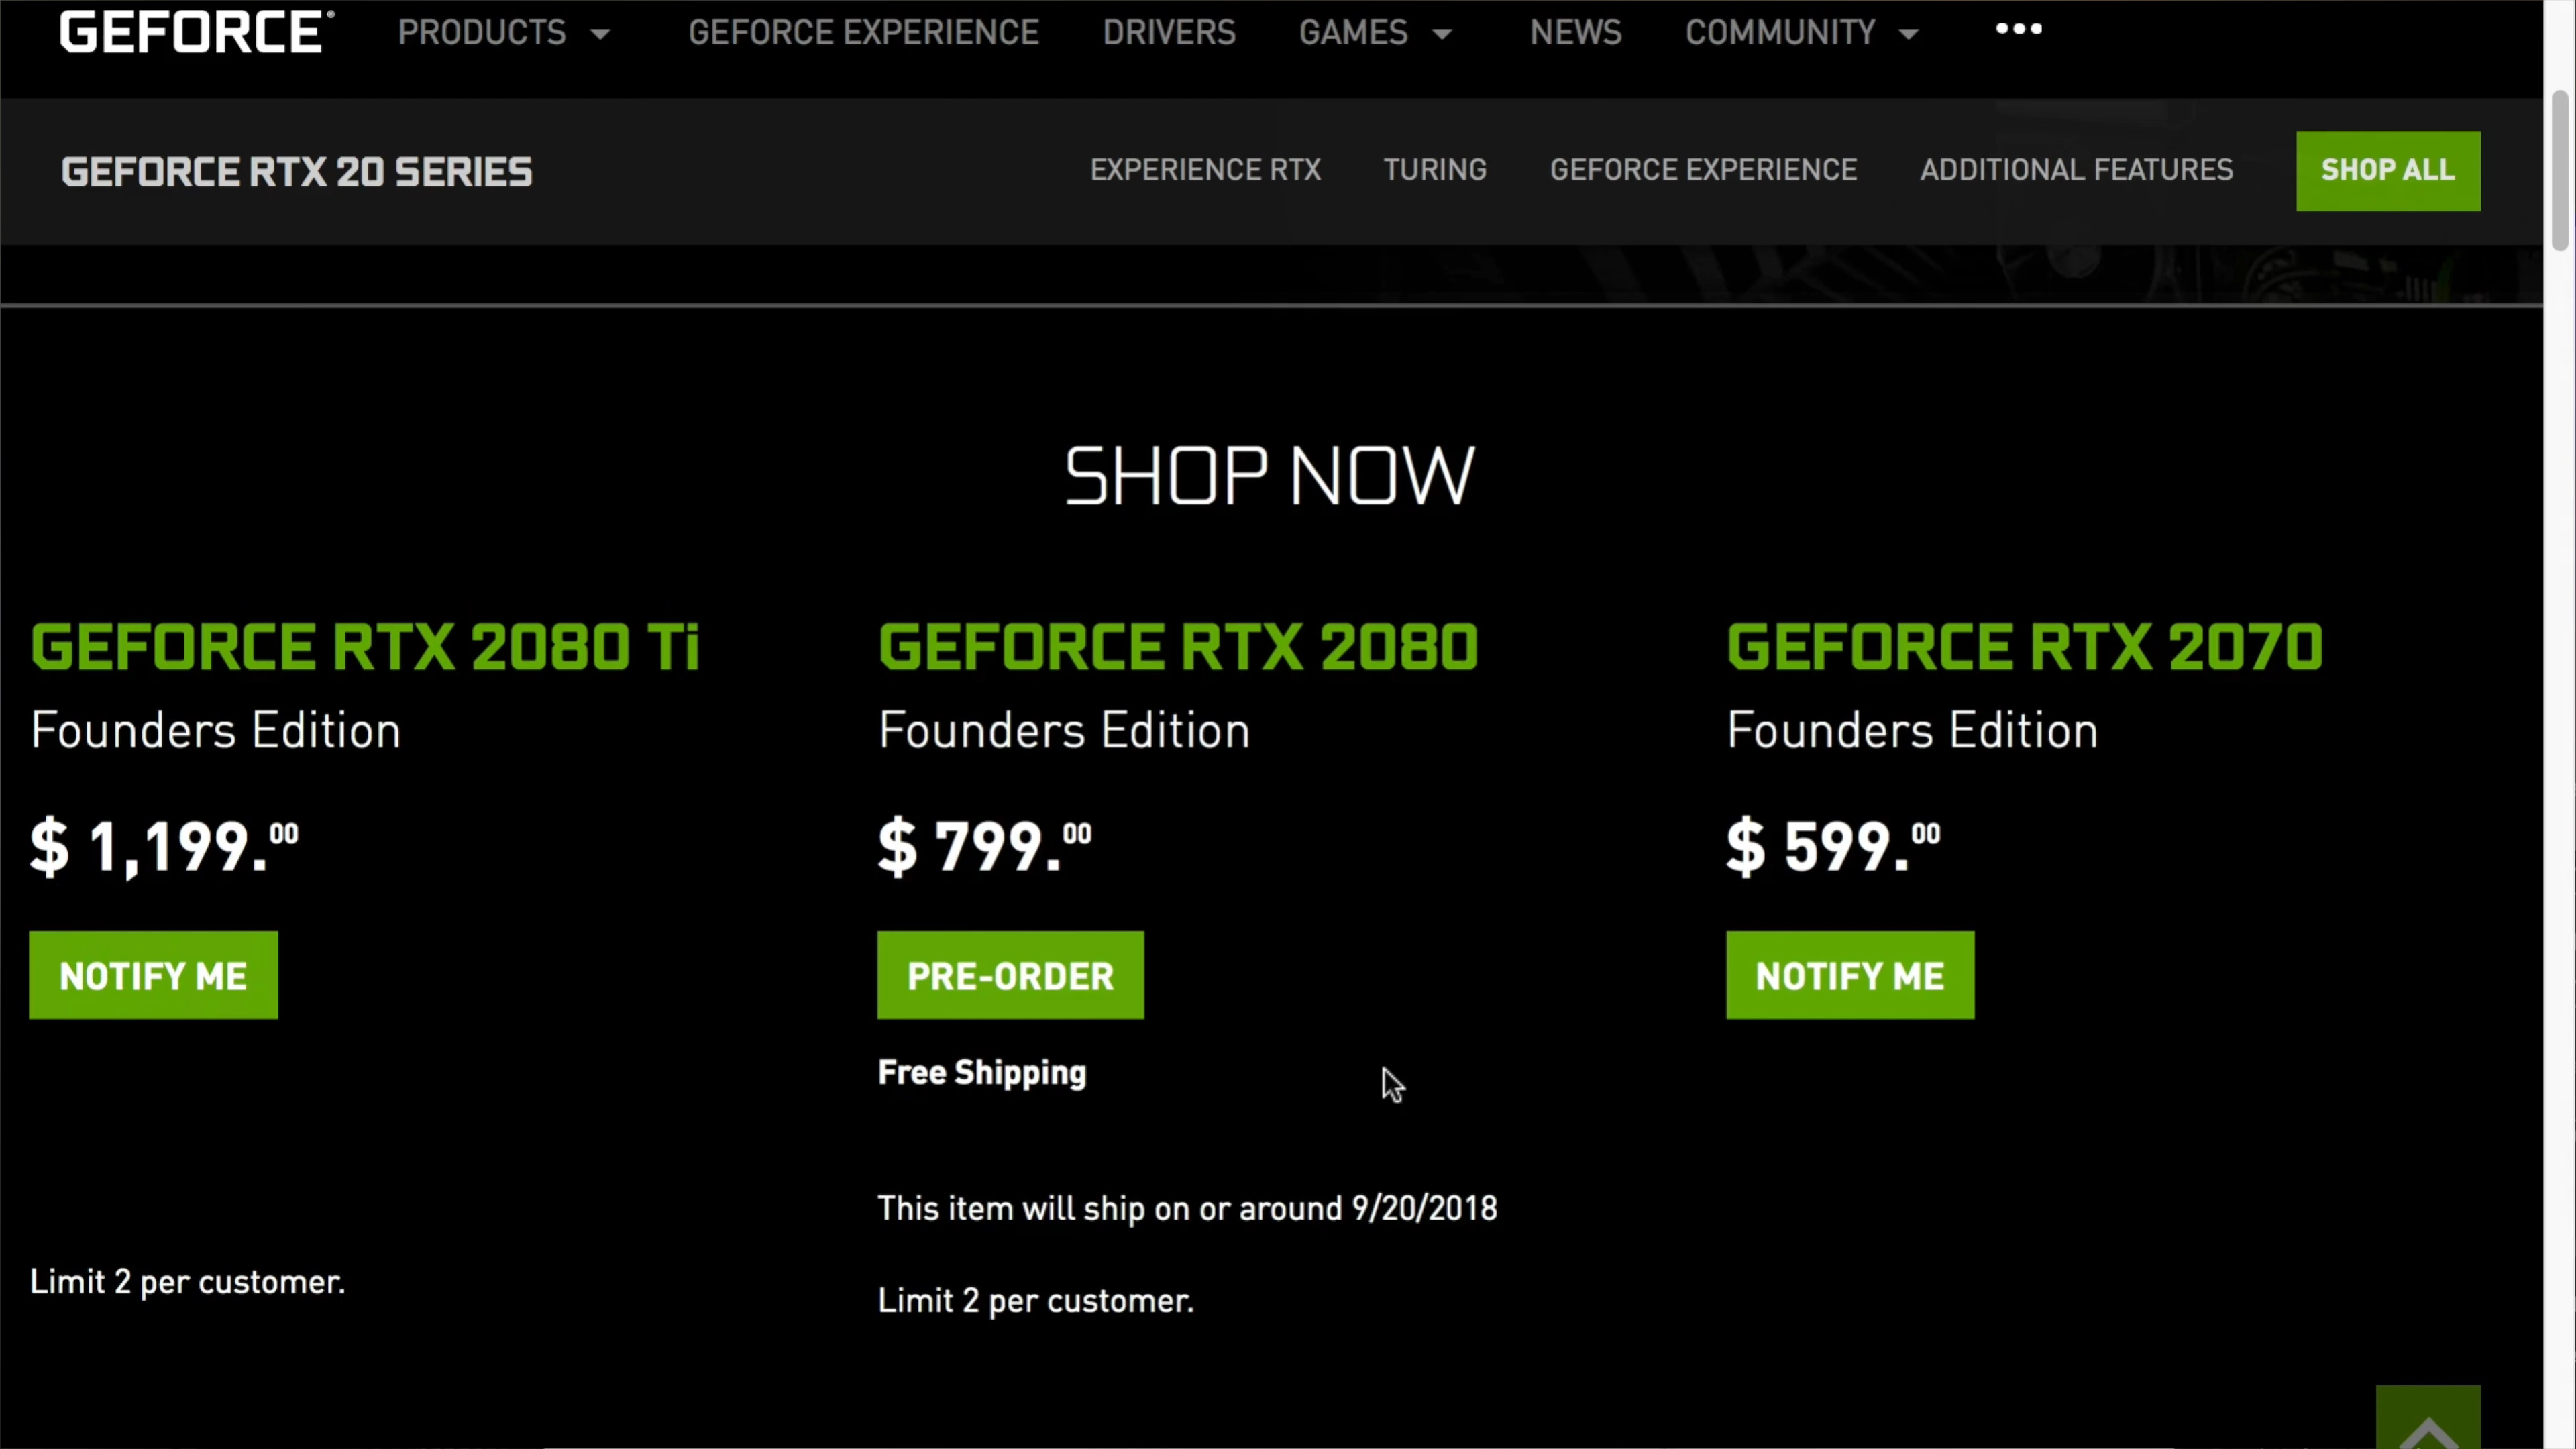 GEFORCE®
PRODUCTS GEFORCE EXPERIENCE DRIVERS GAMES NEWS COMMUNITY •••
GEFORCE RTX 20 SERIES
EXPERIENCE RTX TURING GEFORCE EXPERIENCE ADDITIONAL FEATURES SHOP ALL
SHOP NOW
GEFORCE RTX 2080 Ti
Founders Edition
$ 1,199.00
NOTIFY ME
Limit 2 per customer.
GEFORCE RTX 2080
Founders Edition
$ 799.00
PRE-ORDER
Free Shipping
This item will ship on or around 9/20/2018
Limit 2 per customer.
GEFORCE RTX 2070
Founders Edition
$ 599.00
NOTIFY ME